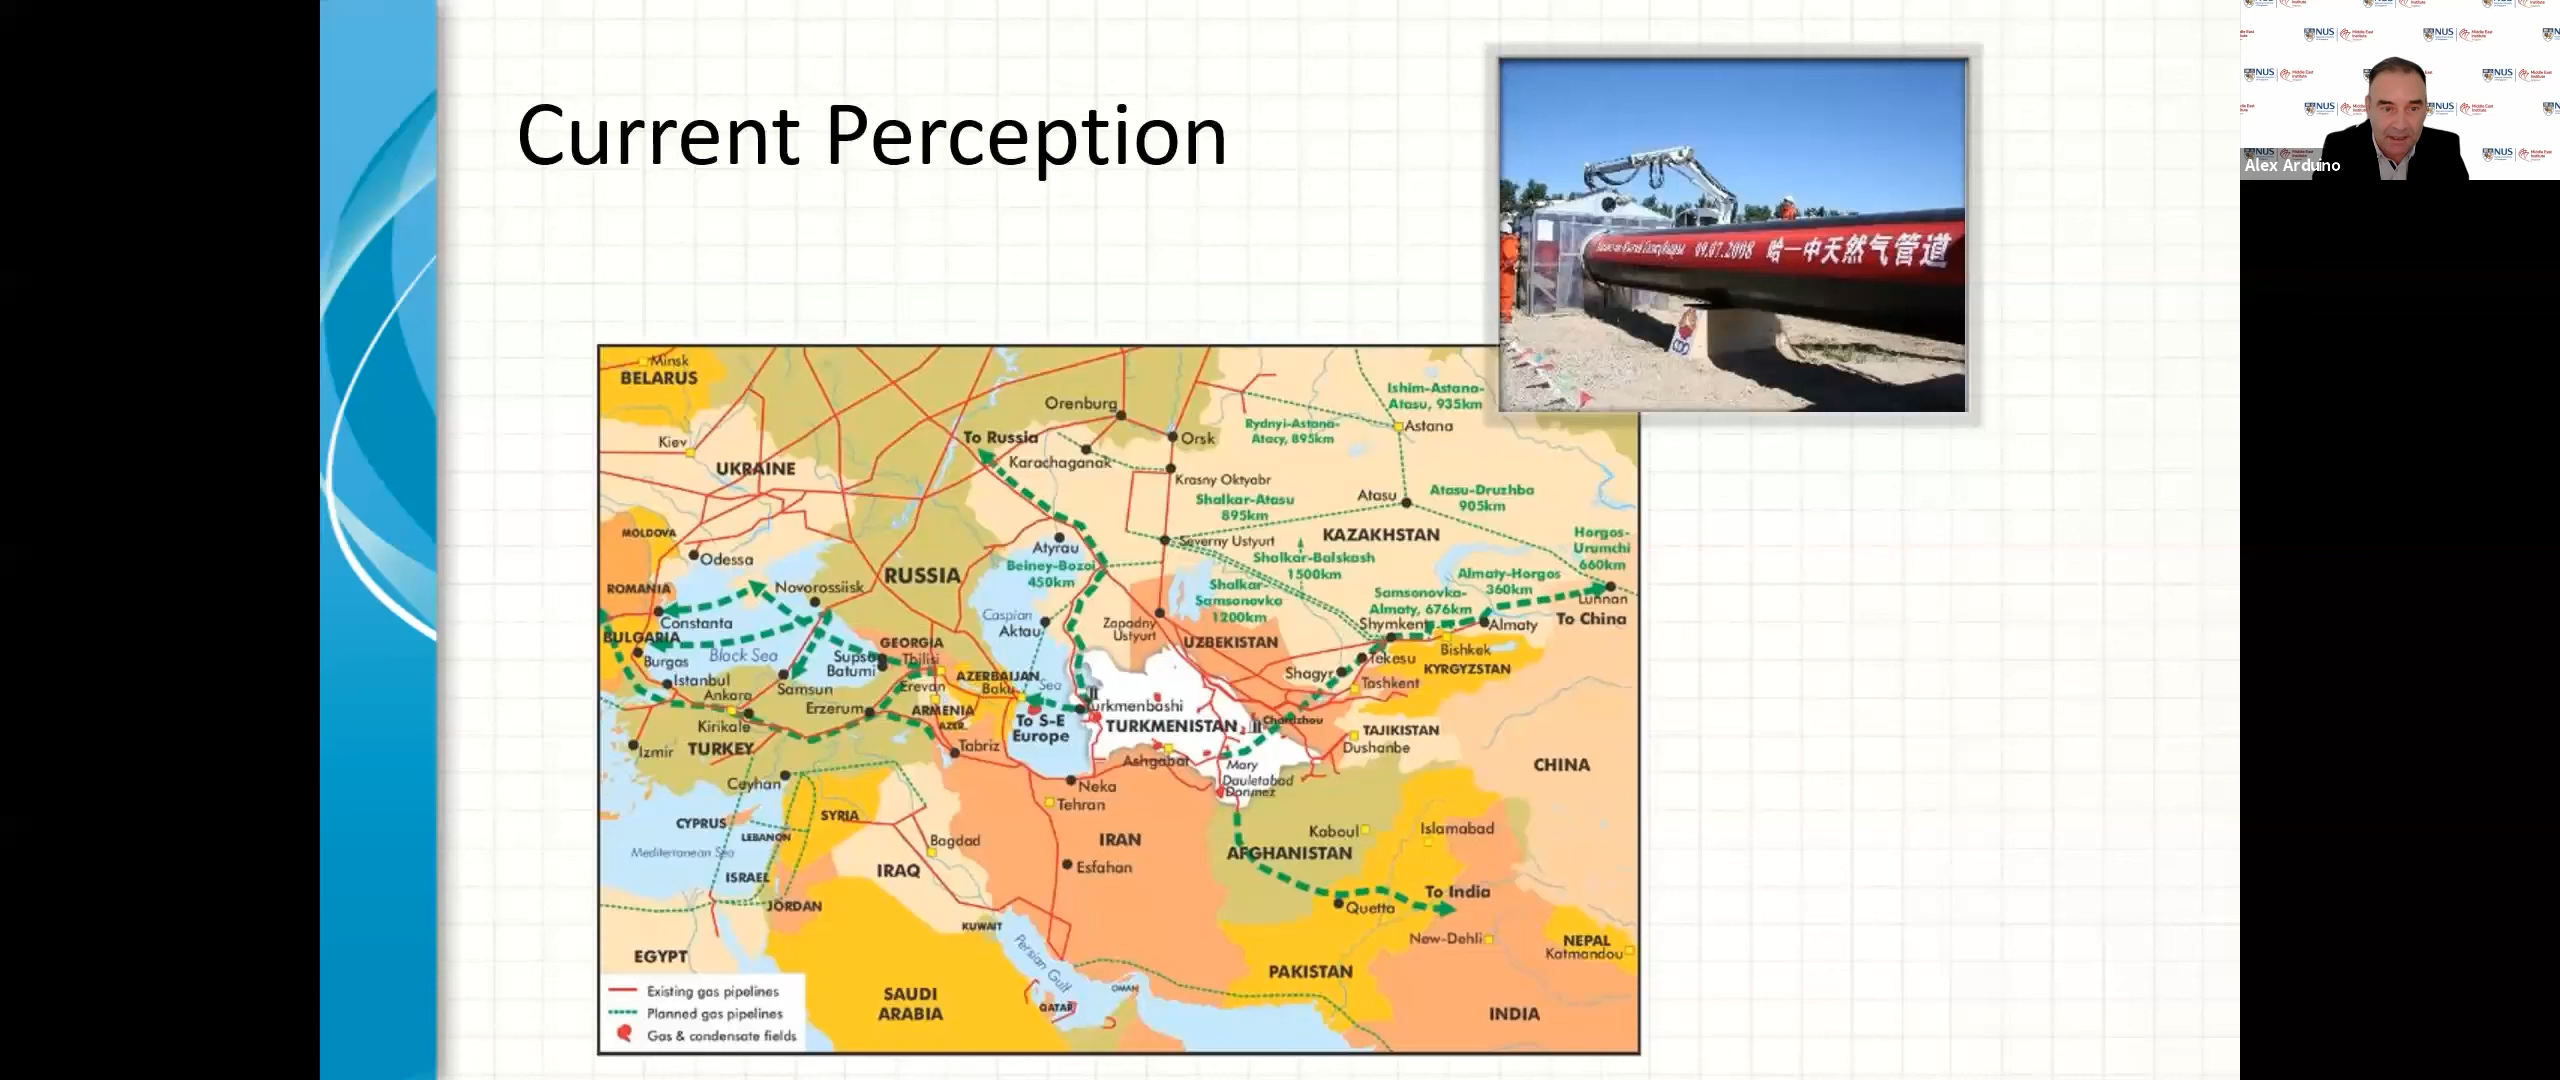 Current Perception
09.07.2008 哈一中天然气管道
NUS
Middle East Institute
Alex Arduino
Minsk
BELARUS
Kiev
UKRAINE
MOLDOVA
Odessa
ROMANIA
Constanta
BULGARIA
Burgas
Black Sea
Istanbul
Ankara
Kirikale
Izmir
TURKEY
Samsun
Novorossiisk
RUSSIA
GEORGIA
Supsa
Tbilisi
Batumi
Erevan
Erzerum
ARMENIA
AZER.
AZERBAIJAN
Baku
Tabriz
Ceyhan
CYPRUS
LEBANON
SYRIA
Mediterranean Sea
ISRAEL
JORDAN
EGYPT
Bagdad
IRAQ
KUWAIT
Persian Gulf
SAUDI
ARABIA
QATAR
OMAN
Orenburg
To Russia
Karachaganak
Orsk
Krasny Oktyabr
Shalkar-Atasu
895km
Rydnyi-Astana-
Atacy, 895km
Ishim-Astana-
Atasu, 935km
Astana
Atasu
Atasu-Druzhba
905km
KAZAKHSTAN
Severny Ustyurt
Shalkar-Balskash
1500km
Horgos-
Urumchi
660km
Almaty-Horgos
360km
Atyrau
Beiney-Bozoi
450km
Caspian
Sea
Aktau
Shalkar-
Samsonovka
1200km
Samsonovka-
Almaty, 676km
Zapadny
Ustyurt
UZBEKISTAN
Shymkent
Almaty
Lunnan
To China
Bishkek
KYRGYZSTAN
Tekesu
Shagyr
Tashkent
Turkmenbashi
TURKMENISTAN
Chardzhou
To S-E
Europe
TAJIKISTAN
Dushanbe
Ashgabat
Mary
Dauletabad
Donmez
CHINA
Neka
Tehran
IRAN
Esfahan
Kaboul
AFGHANISTAN
Islamabad
To India
Quetta
New-Dehli
PAKISTAN
NEPAL
Katmandou
INDIA
Existing gas pipelines
Planned gas pipelines
Gas & condensate fields